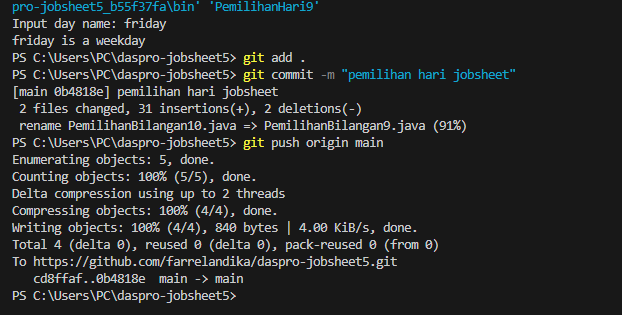 pro-jobsheet5_b55f37fa\bin' 'PemilihanHari9'
Input day name: friday
friday is a weekday
PS C:\Users\PC\daspro-jobsheet5> git add .
PS C:\Users\PC\daspro-jobsheet5> git commit -m "pemilihan hari jobsheet"
[main 0b4818e] pemilihan hari jobsheet
 2 files changed, 31 insertions(+), 2 deletions(-)
 rename PemilihanBilangan10.java => PemilihanBilangan9.java (91%)
PS C:\Users\PC\daspro-jobsheet5> git push origin main
Enumerating objects: 5, done.
Counting objects: 100% (5/5), done.
Delta compression using up to 2 threads
Compressing objects: 100% (4/4), done.
Writing objects: 100% (4/4), 840 bytes | 4.00 KiB/s, done.
Total 4 (delta 0), reused 0 (delta 0), pack-reused 0 (from 0)
To https://github.com/farrelandika/daspro-jobsheet5.git
   cd8ffaf..0b4818e  main -> main
PS C:\Users\PC\daspro-jobsheet5>